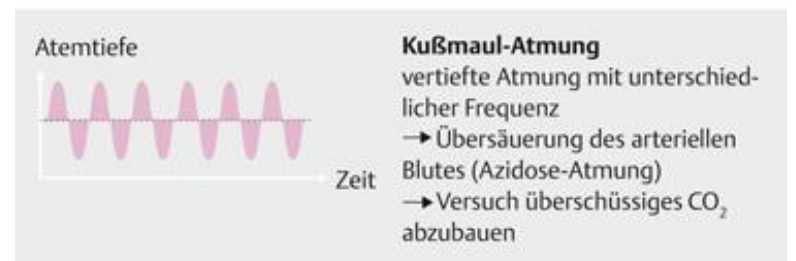 Atemtiefe
Zeit
Kußmaul-Atmung
vertiefte Atmung mit unterschied-
licher Frequenz
→ Übersäuerung des arteriellen
Blutes (Azidose-Atmung)
→ Versuch überschüssiges CO₂
abzubauen